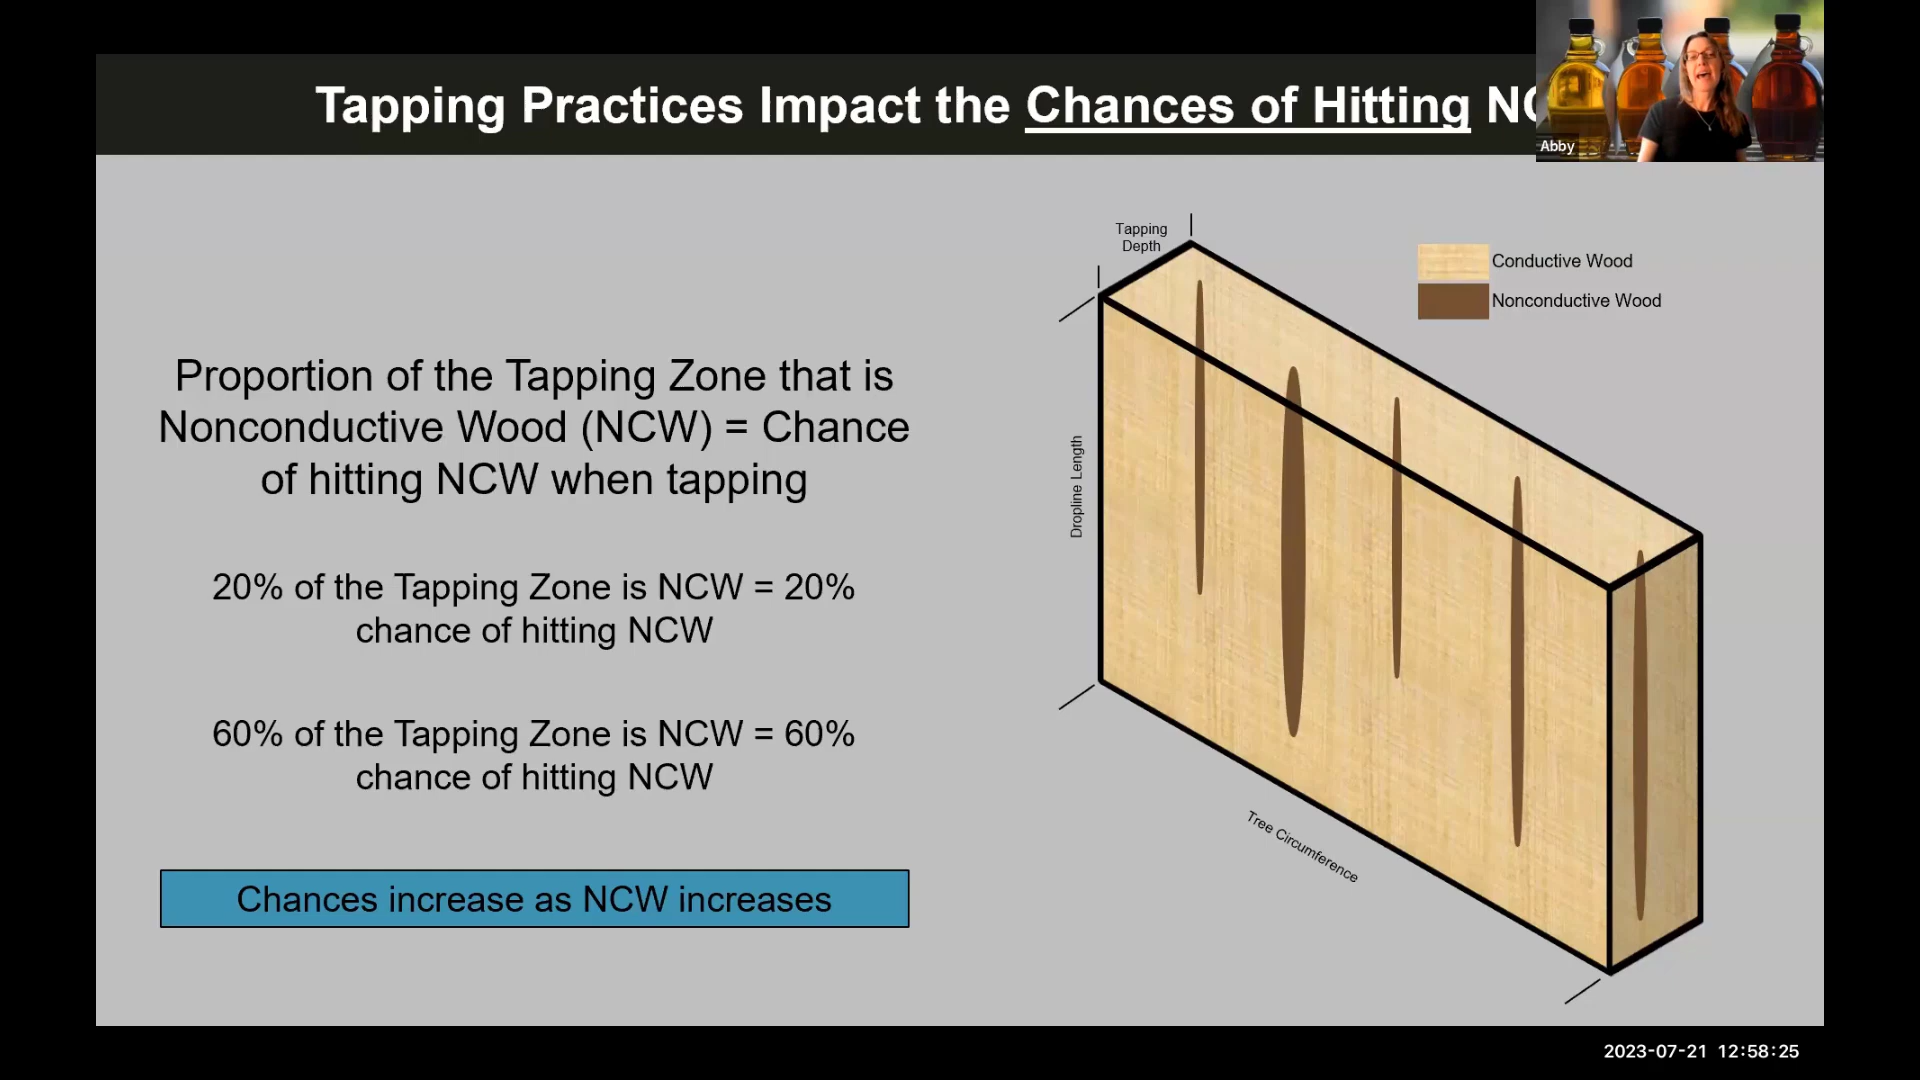 Tapping Practices Impact the Chances of Hitting
Abby
Tapping
Depth
Conductive Wood
Nonconductive Wood
Proportion of the Tapping Zone that is
Nonconductive Wood (NCW) = Chance
of hitting NCW when tapping
Dropline Length
20% of the Tapping Zone is NCW = 20%
chance of hitting NCW
60% of the Tapping Zone is NCW = 60%
chance of hitting NCW
Tree Circumference
Chances increase as NCW increases
2023-07-21 12:58:25